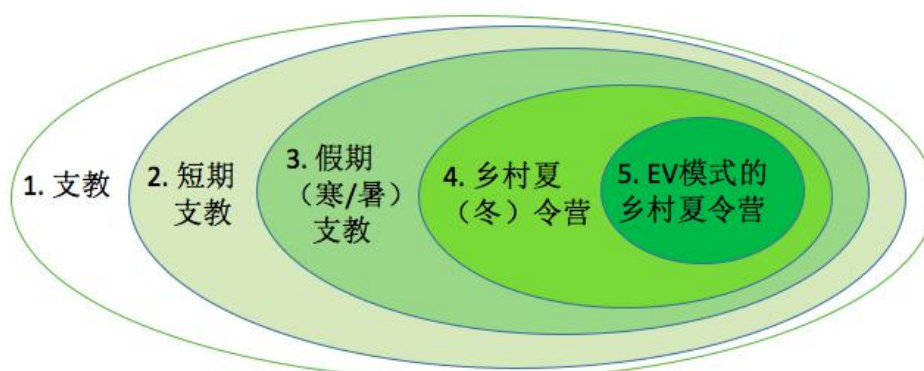 1. 支教
2. 短期
支教
3. 假期
（寒/暑）
支教
4. 乡村夏
（冬）令营
5. EV模式的
乡村夏令营